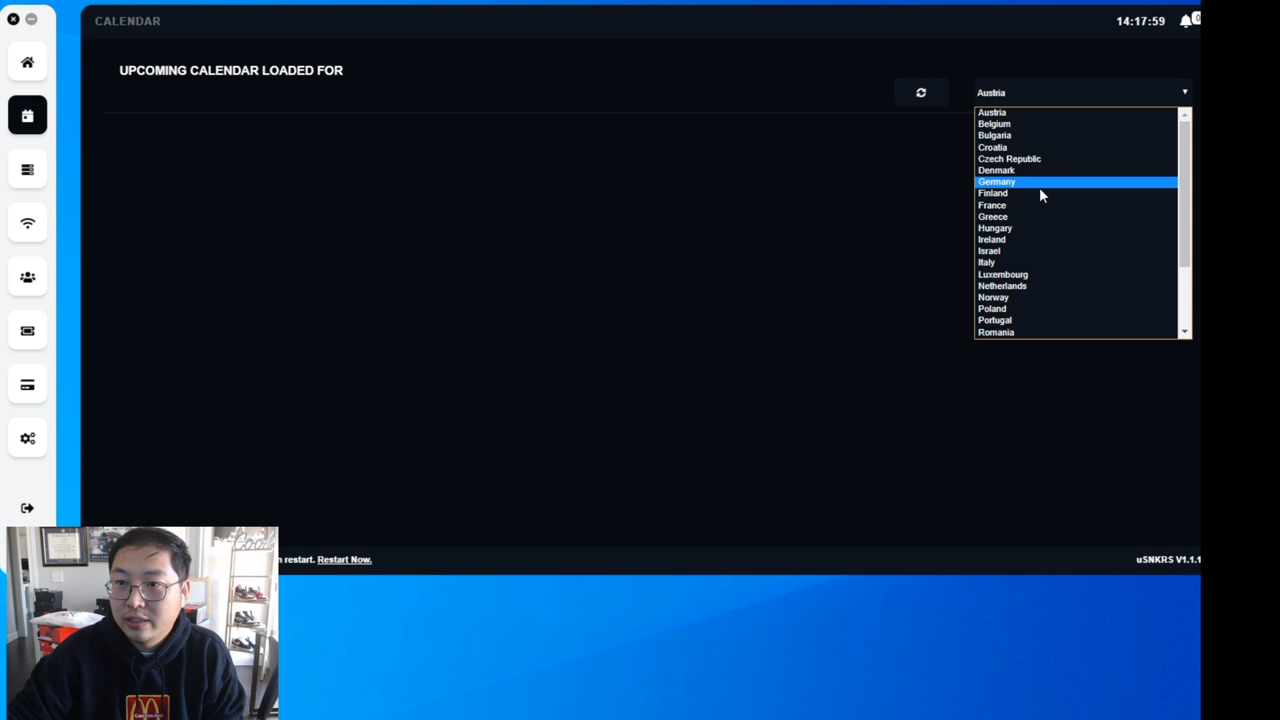 CALENDAR
14:17:59
0
UPCOMING CALENDAR LOADED FOR
Austria
Austria
Belgium
Bulgaria
Croatia
Czech Republic
Denmark
Germany
Finland
France
Greece
Hungary
Ireland
Israel
Italy
Luxembourg
Netherlands
Norway
Poland
Portugal
Romania
restart. Restart Now.
uSNKRS V1.1.1